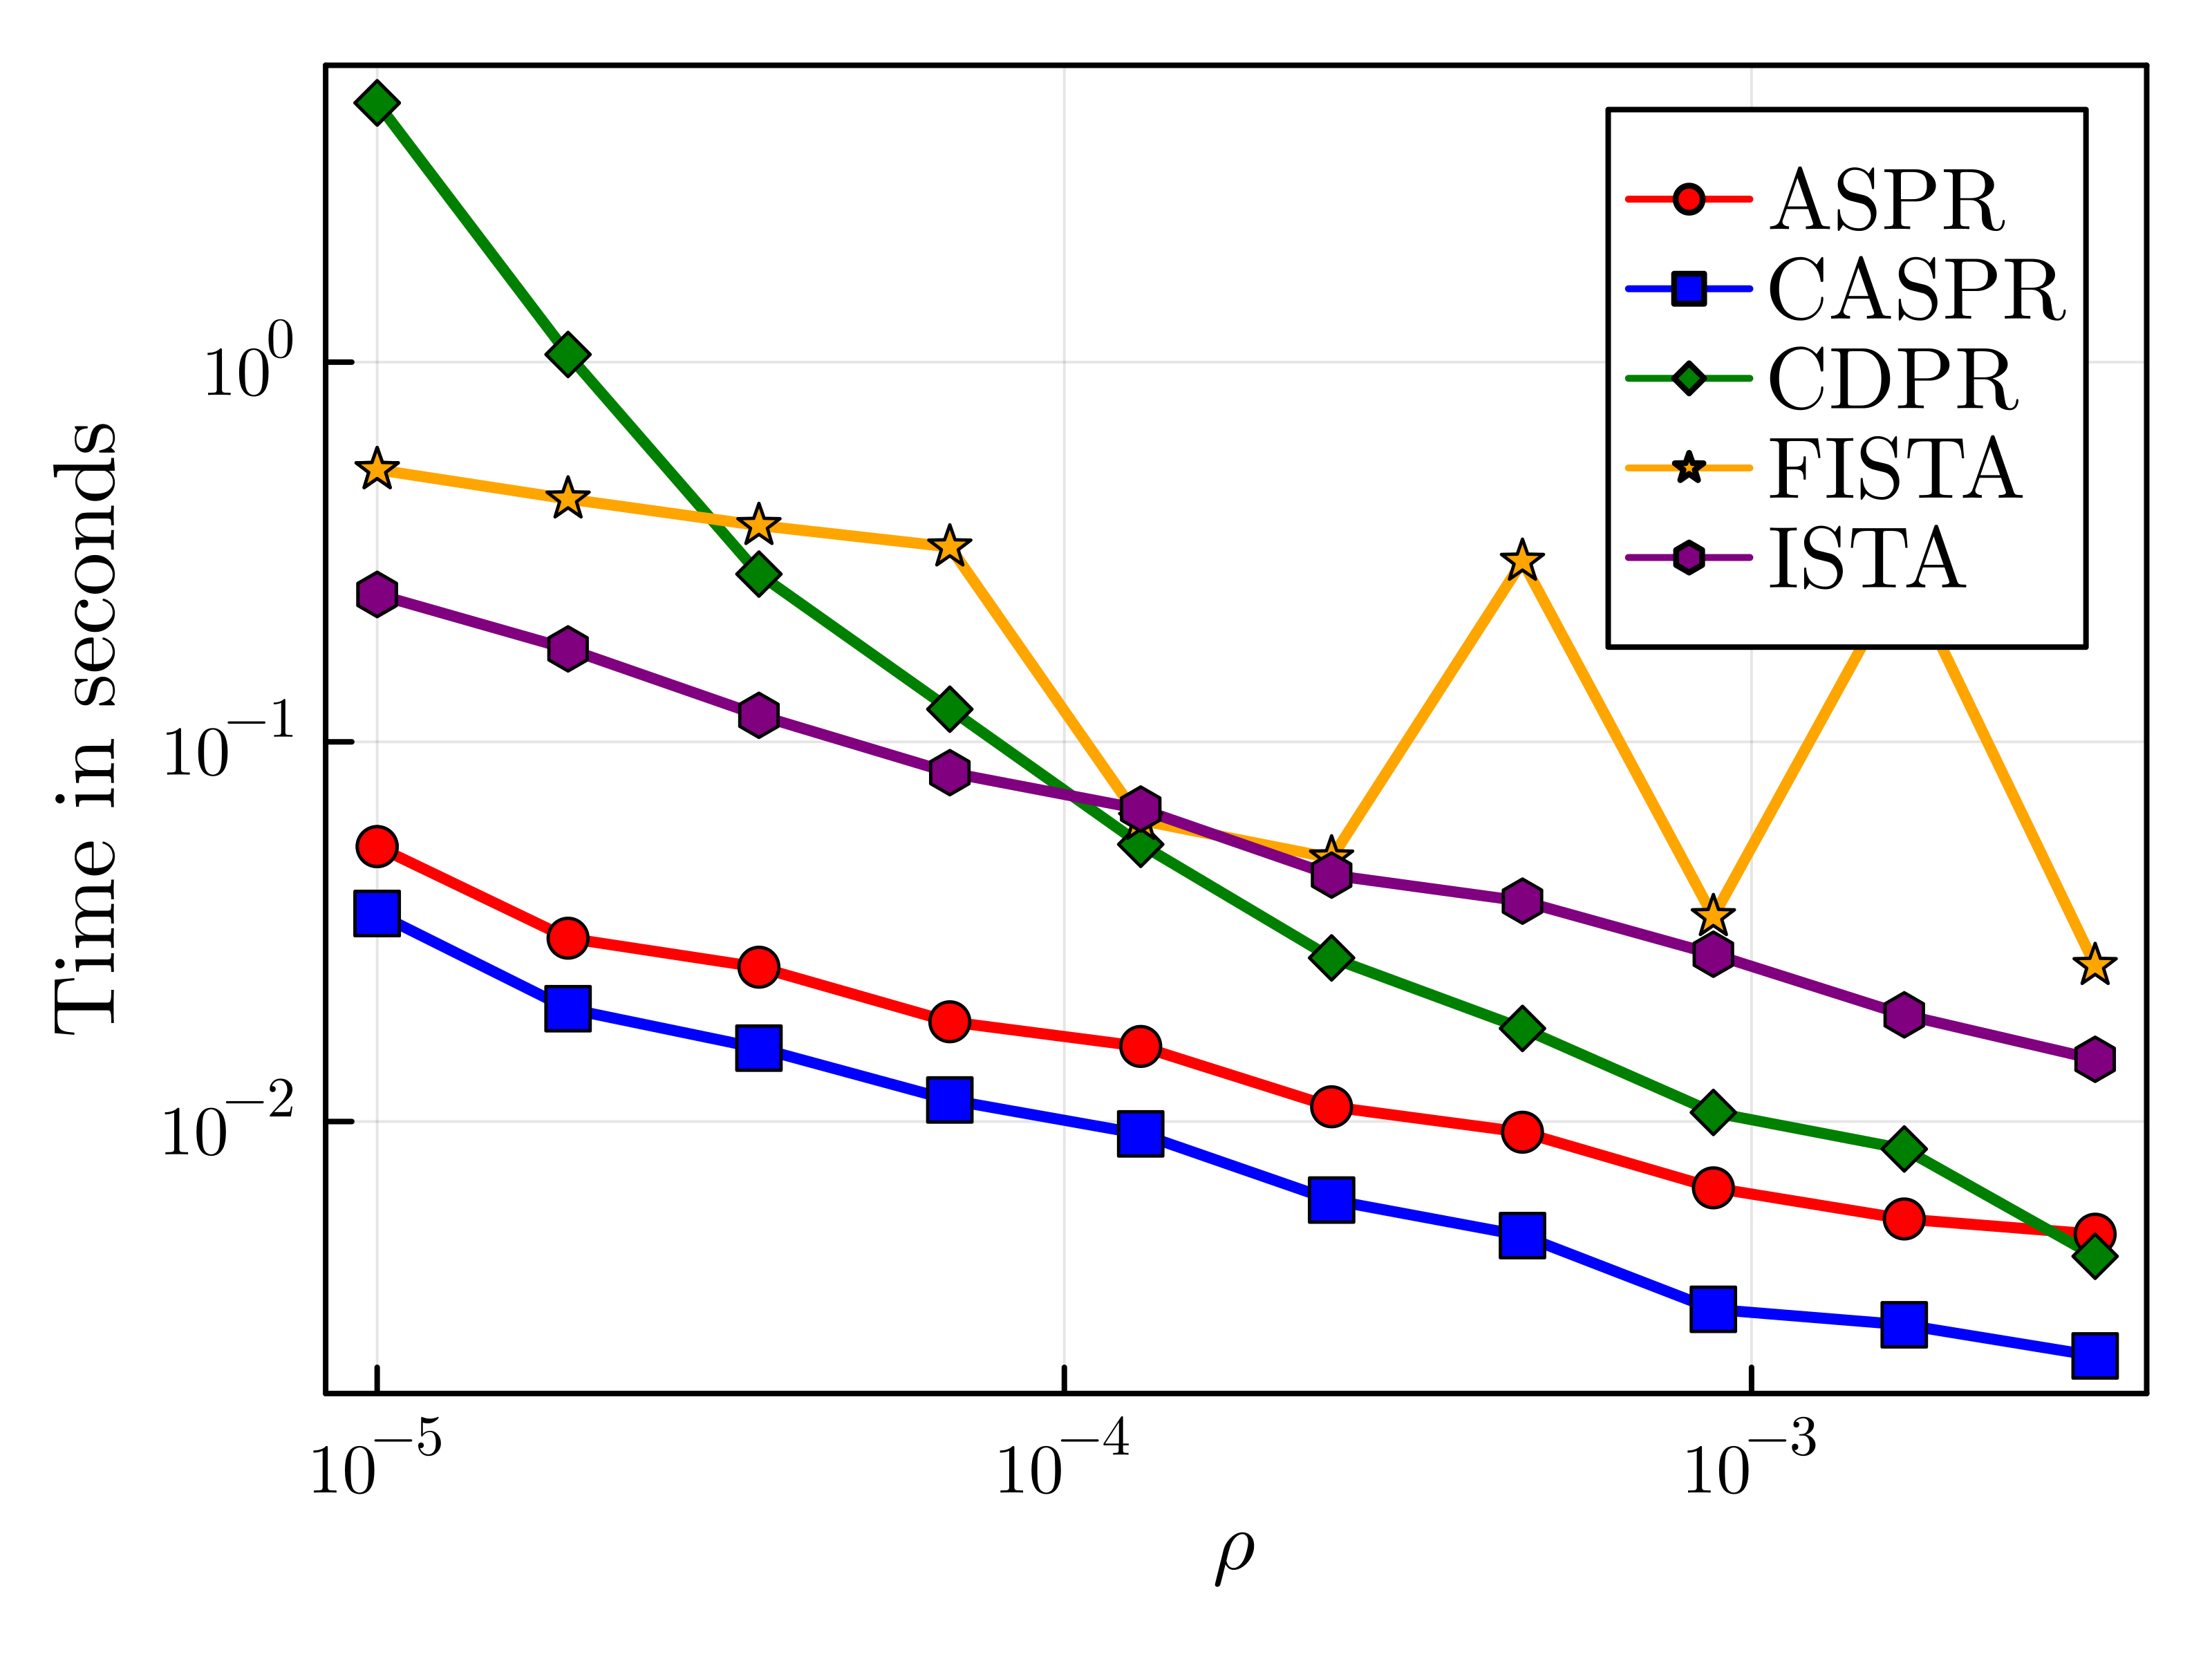 Time in seconds
10^0
10^{-1}
10^{-2}
10^{-5}
10^{-4}
10^{-3}
ρ
ASPR
CASPR
CDPR
FISTA
ISTA